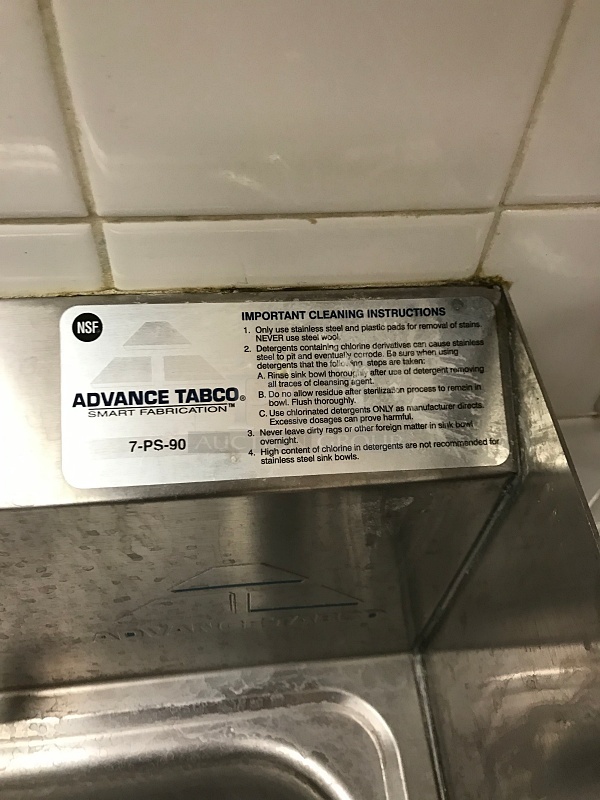 NSF
ADVANCE TABCO®
SMART FABRICATION™
7-PS-90
IMPORTANT CLEANING INSTRUCTIONS
1. Only use stainless steel and plastic pads for removal of stains.
NEVER use steel wool.
2. Detergents containing chlorine derivatives can cause stainless
steel to pit and eventually corrode. Be sure when using
detergents that the following steps are taken:
A. Rinse sink bowl thoroughly after use of detergent removing
all traces of cleansing agent.
B. Do not allow residue after sterilization process to remain in
bowl. Flush thoroughly.
C. Use chlorinated detergents ONLY as manufacturer directs.
Excessive dosages can prove harmful.
3. Never leave dirty rags or other foreign matter in sink bowl
overnight.
4. High content of chlorine in detergents are not recommended for
stainless steel sink bowls.
ADVANCE TABCO